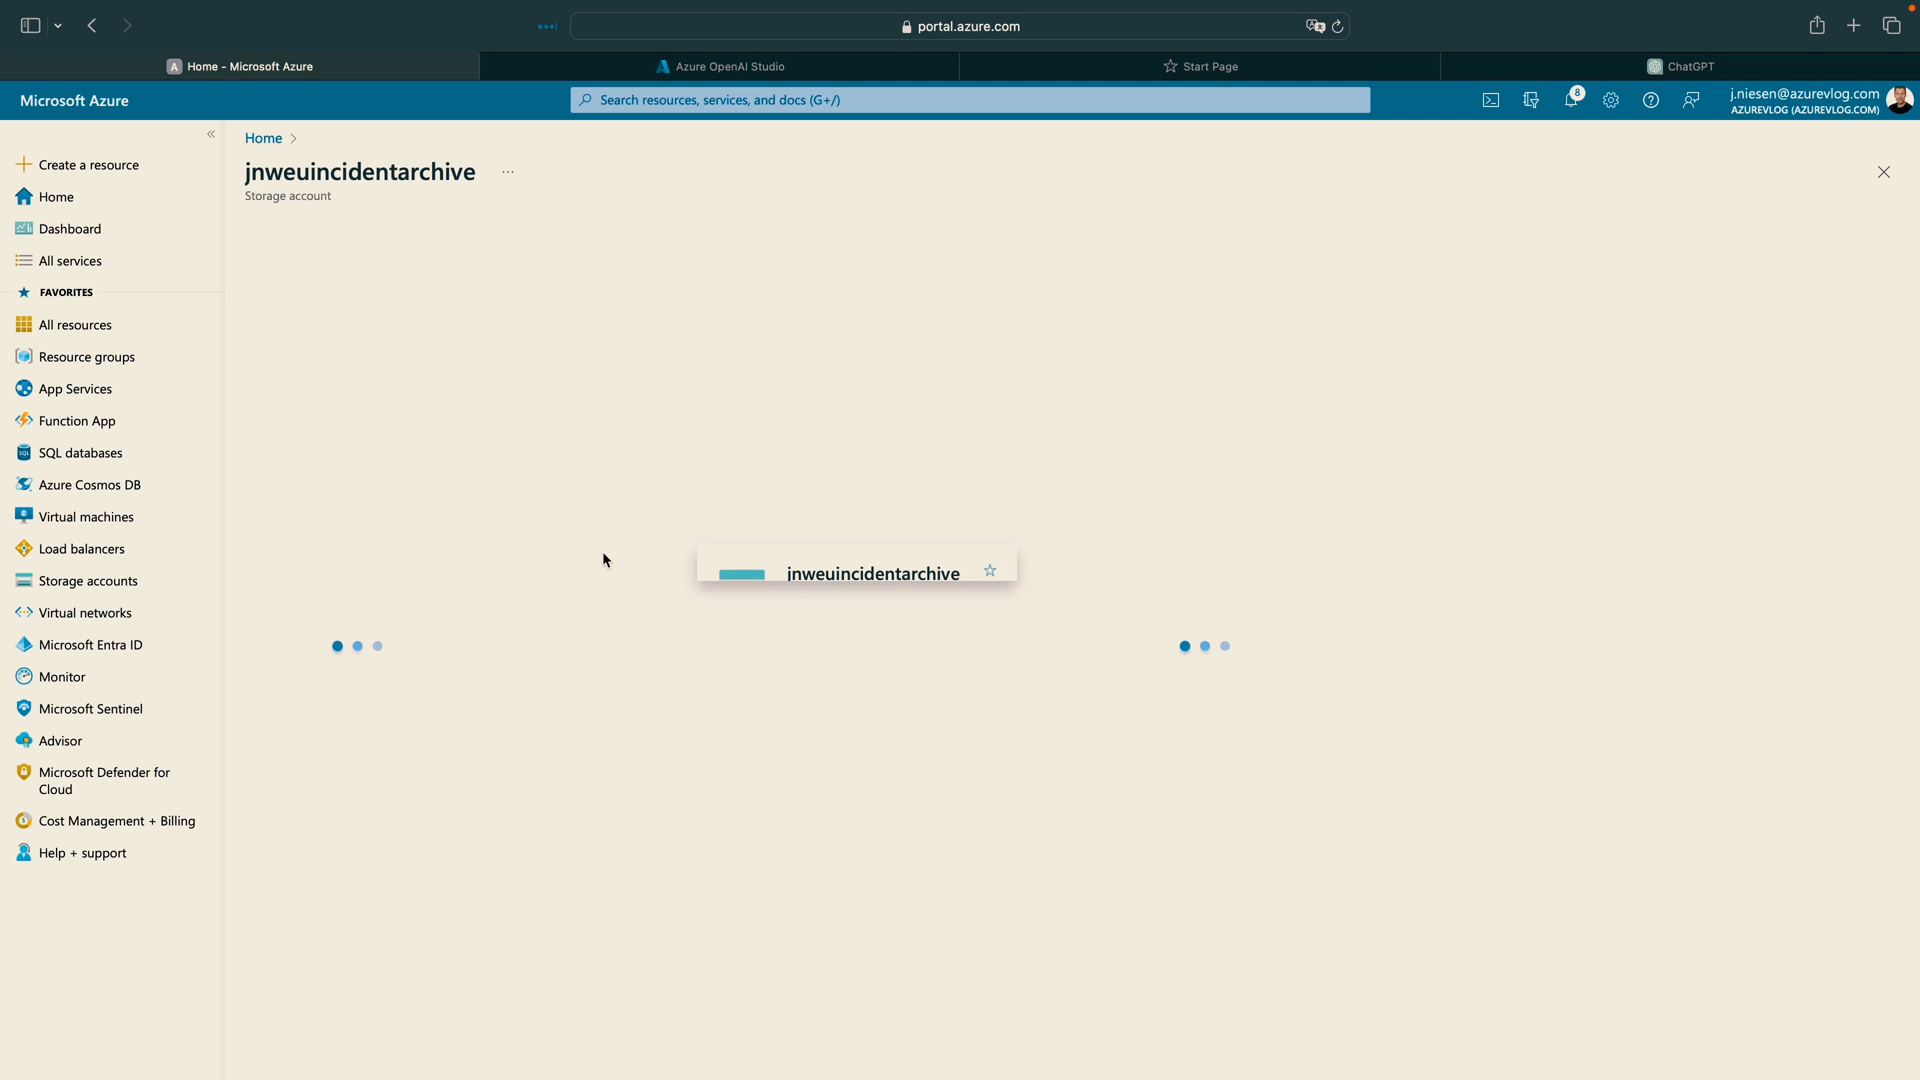 portal.azure.com
Home - Microsoft Azure
Azure OpenAI Studio
Start Page
ChatGPT
Microsoft Azure
Search resources, services, and docs (G+/)
8
j.niesen@azurevlog.com
AZUREVLOG (AZUREVLOG.COM)
Home
jnweuincidentarchive
Storage account
Create a resource
Home
Dashboard
All services
FAVORITES
All resources
Resource groups
App Services
Function App
SQL databases
Azure Cosmos DB
Virtual machines
Load balancers
Storage accounts
Virtual networks
Microsoft Entra ID
Monitor
Microsoft Sentinel
Advisor
Microsoft Defender for
Cloud
Cost Management + Billing
Help + support
jnweuincidentarchive